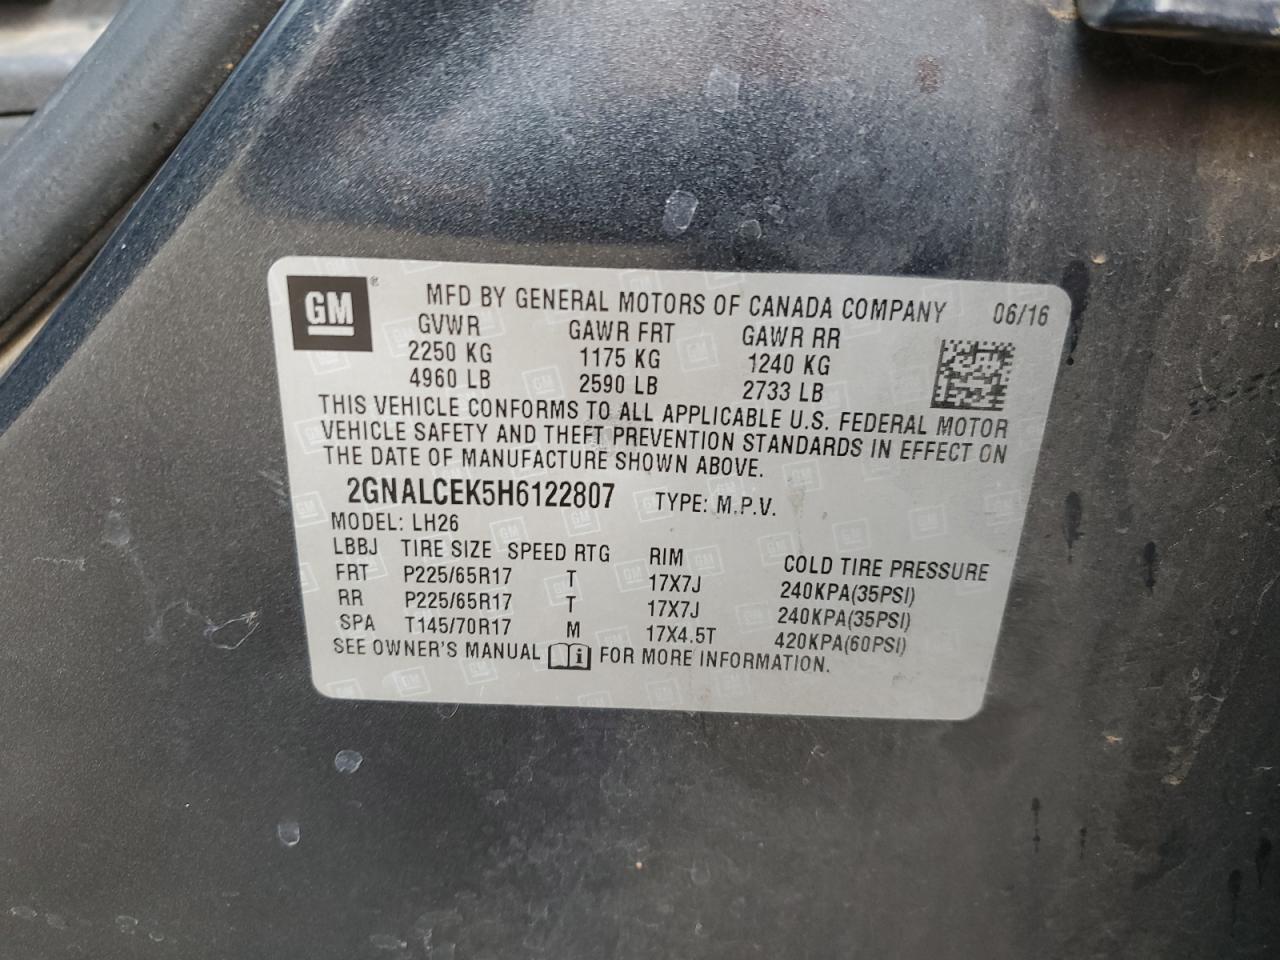 GM ® MFD BY GENERAL MOTORS OF CANADA COMPANY 06/16
GVWR GAWR FRT GAWR RR
2250 KG 1175 KG 1240 KG
4960 LB 2590 LB 2733 LB
THIS VEHICLE CONFORMS TO ALL APPLICABLE U.S. FEDERAL MOTOR
VEHICLE SAFETY AND THEFT PREVENTION STANDARDS IN EFFECT ON
THE DATE OF MANUFACTURE SHOWN ABOVE.
2GNALCEK5H6122807 TYPE: M.P.V.
MODEL: LH26
LBBJ TIRE SIZE SPEED RTG RIM COLD TIRE PRESSURE
FRT P225/65R17 T 17X7J 240KPA(35PSI)
RR P225/65R17 T 17X7J 240KPA(35PSI)
SPA T145/70R17 M 17X4.5T 420KPA(60PSI)
SEE OWNER'S MANUAL i FOR MORE INFORMATION.